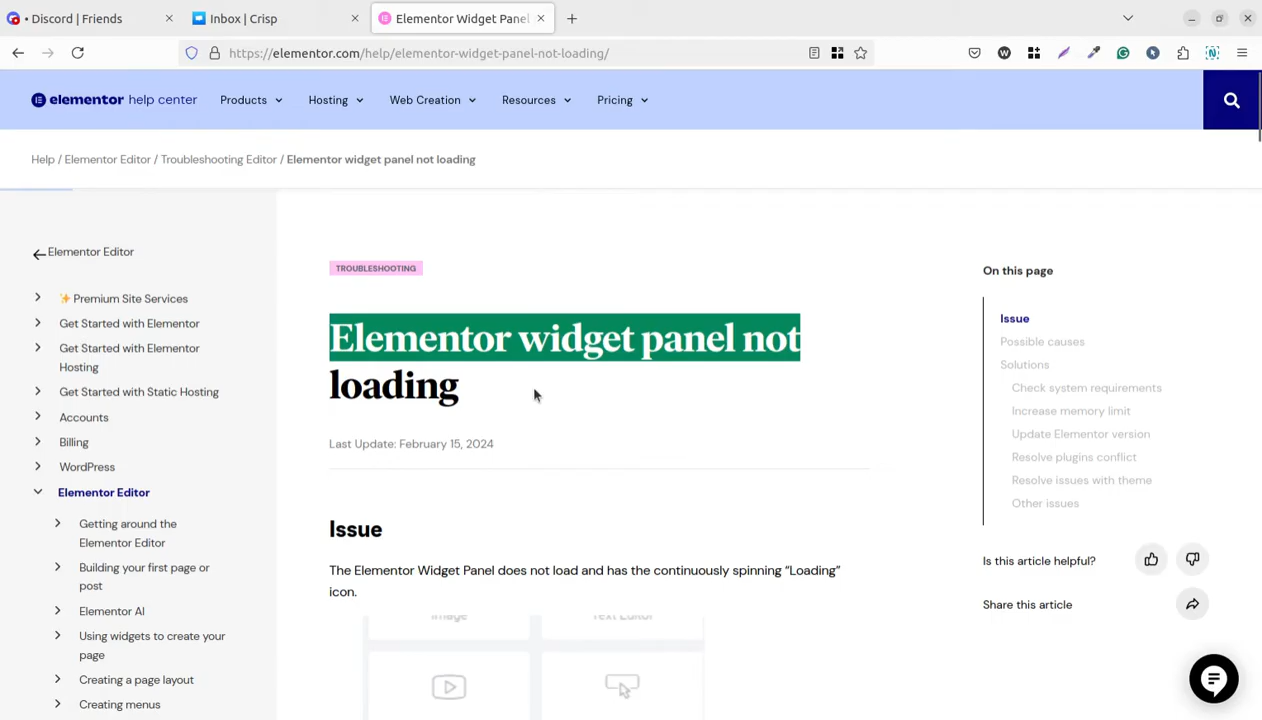 • Discord | Friends
Inbox | Crisp
Elementor Widget Panel
https://elementor.com/help/elementor-widget-panel-not-loading/
elementor help center
Products
Hosting
Web Creation
Resources
Pricing
Help / Elementor Editor / Troubleshooting Editor / Elementor widget panel not loading
Elementor Editor
✨ Premium Site Services
Get Started with Elementor
Get Started with Elementor
Hosting
Get Started with Static Hosting
Accounts
Billing
WordPress
Elementor Editor
Getting around the
Elementor Editor
Building your first page or
post
Elementor AI
Using widgets to create your
page
Creating a page layout
Creating menus
TROUBLESHOOTING
Elementor widget panel not
loading
Last Update: February 15, 2024
Issue
The Elementor Widget Panel does not load and has the continuously spinning “Loading”
icon.
Image
Text Editor
On this page
Issue
Possible causes
Solutions
Check system requirements
Increase memory limit
Update Elementor version
Resolve plugins conflict
Resolve issues with theme
Other issues
Is this article helpful?
Share this article